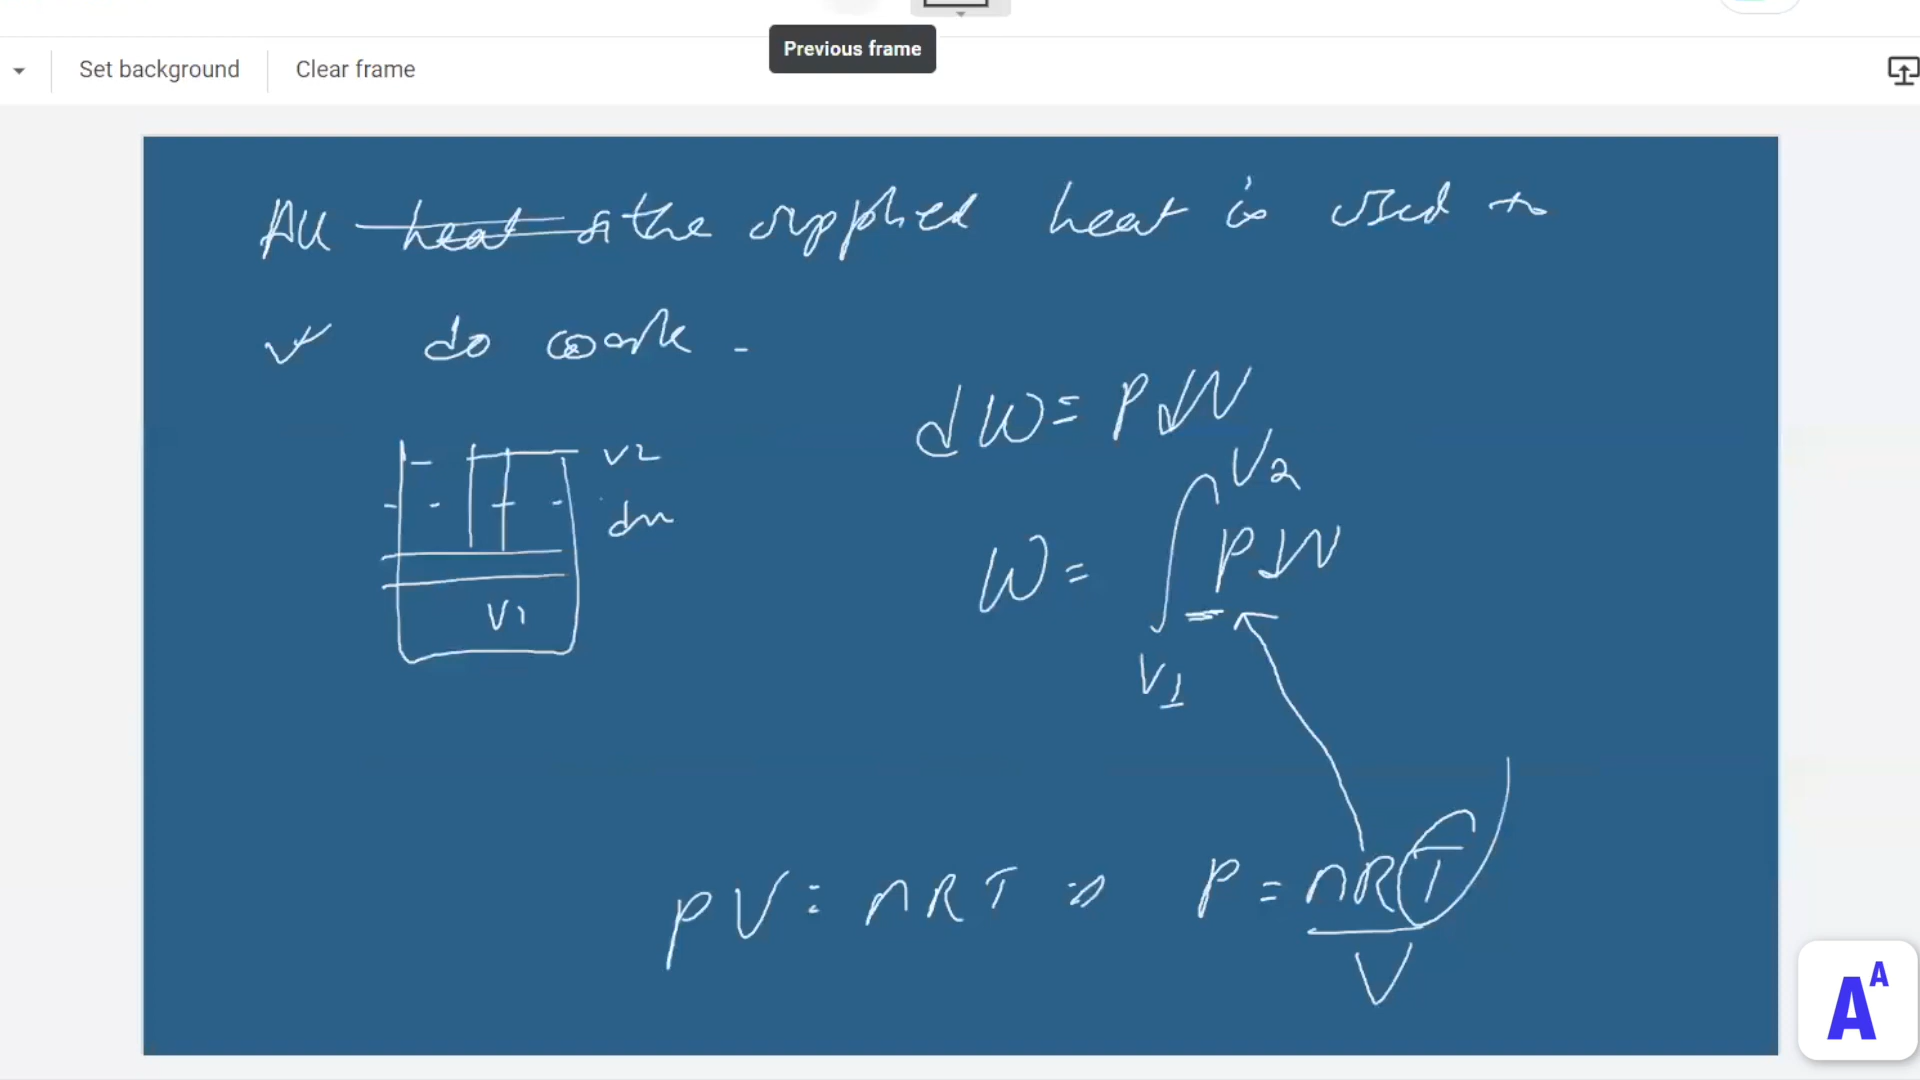 Previous frame
Set background Clear frame
All heat of the supplied heat is used to
✓ do work -
dW = PdV
V2
dn
V1
W = ∫ PdV
V2
V1
PV = nRT ⇒ P = nRT
V
AA